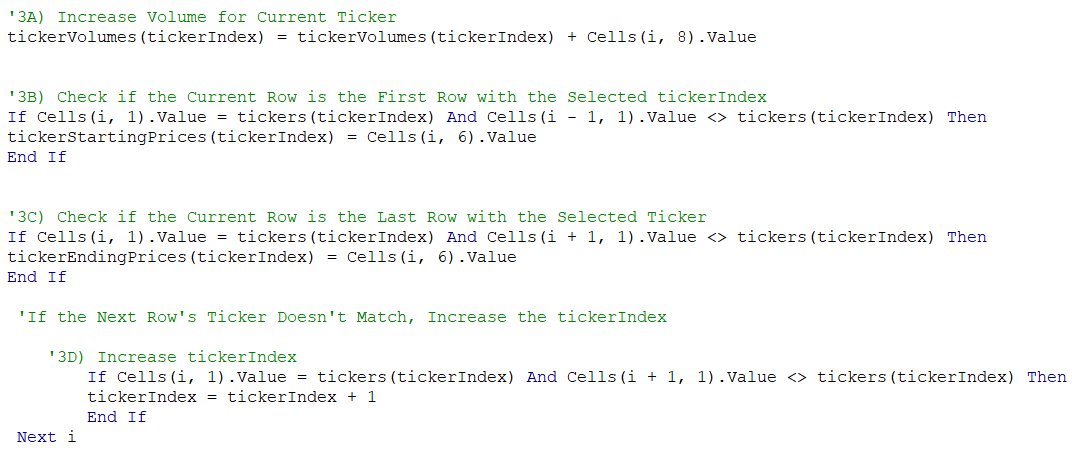 '3A) Increase Volume for Current Ticker
tickerVolumes(tickerIndex) = tickerVolumes(tickerIndex) + Cells(i, 8).Value
'3B) Check if the Current Row is the First Row with the Selected tickerIndex
If Cells(i, 1).Value = tickers(tickerIndex) And Cells(i - 1, 1).Value <> tickers(tickerIndex) Then
tickerStartingPrices(tickerIndex) = Cells(i, 6).Value
End If
'3C) Check if the Current Row is the Last Row with the Selected Ticker
If Cells(i, 1).Value = tickers(tickerIndex) And Cells(i + 1, 1).Value <> tickers(tickerIndex) Then
tickerEndingPrices(tickerIndex) = Cells(i, 6).Value
End If
'If the Next Row's Ticker Doesn't Match, Increase the tickerIndex
'3D) Increase tickerIndex
If Cells(i, 1).Value = tickers(tickerIndex) And Cells(i + 1, 1).Value <> tickers(tickerIndex) Then
tickerIndex = tickerIndex + 1
End If
Next i